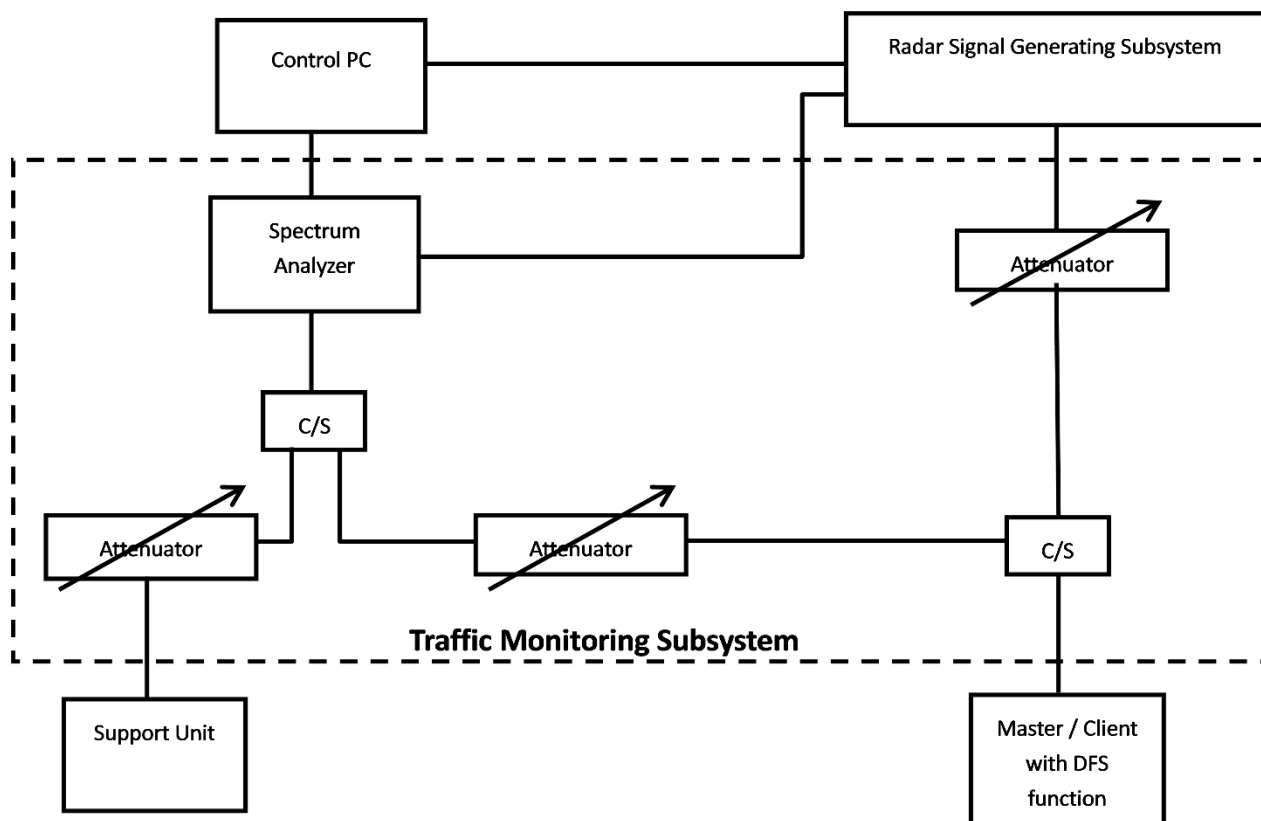 Control PC
Radar Signal Generating Subsystem
Spectrum
Analyzer
Attenuator
C/S
Attenuator
Attenuator
C/S
Traffic Monitoring Subsystem
Support Unit
Master / Client
with DFS
function